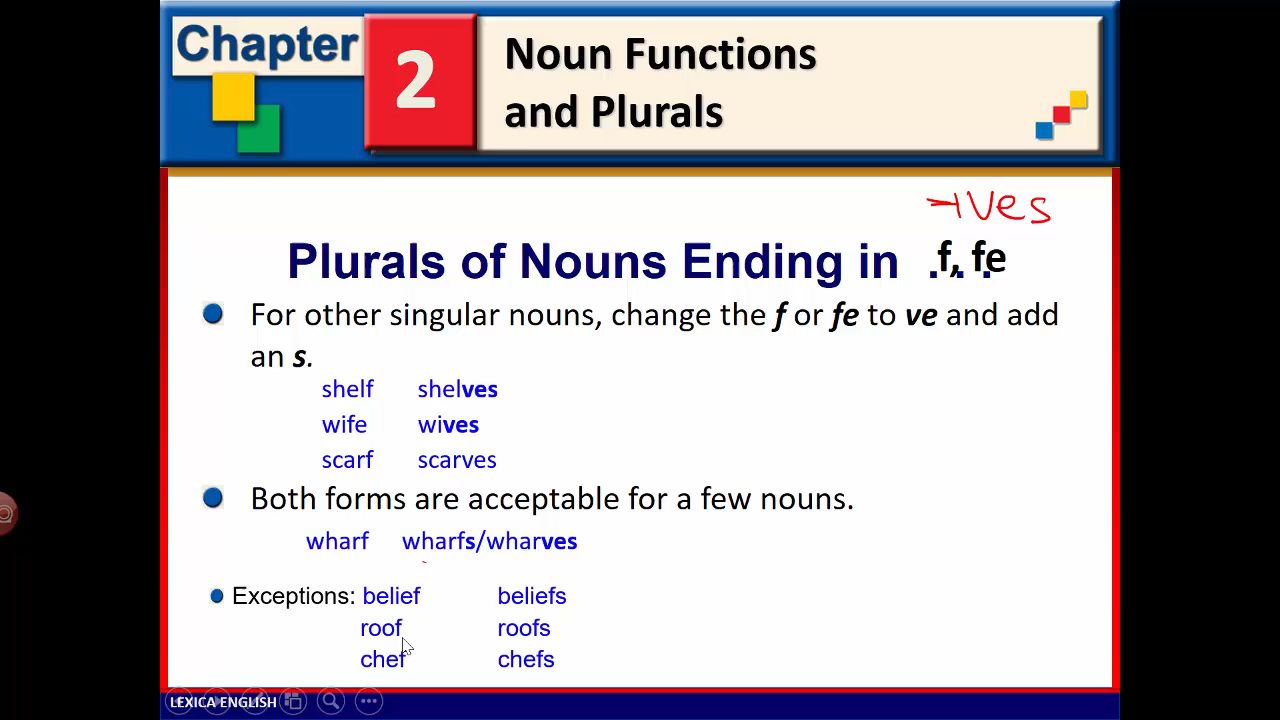 Chapter
2
Noun Functions
and Plurals
ves
Plurals of Nouns Ending in . . . f, fe
For other singular nouns, change the f or fe to ve and add
an s.
shelf shelves
wife wives
scarf scarves
Both forms are acceptable for a few nouns.
wharf wharfs/wharves
Exceptions: belief beliefs
roof roofs
chef chefs
LEXICA ENGLISH